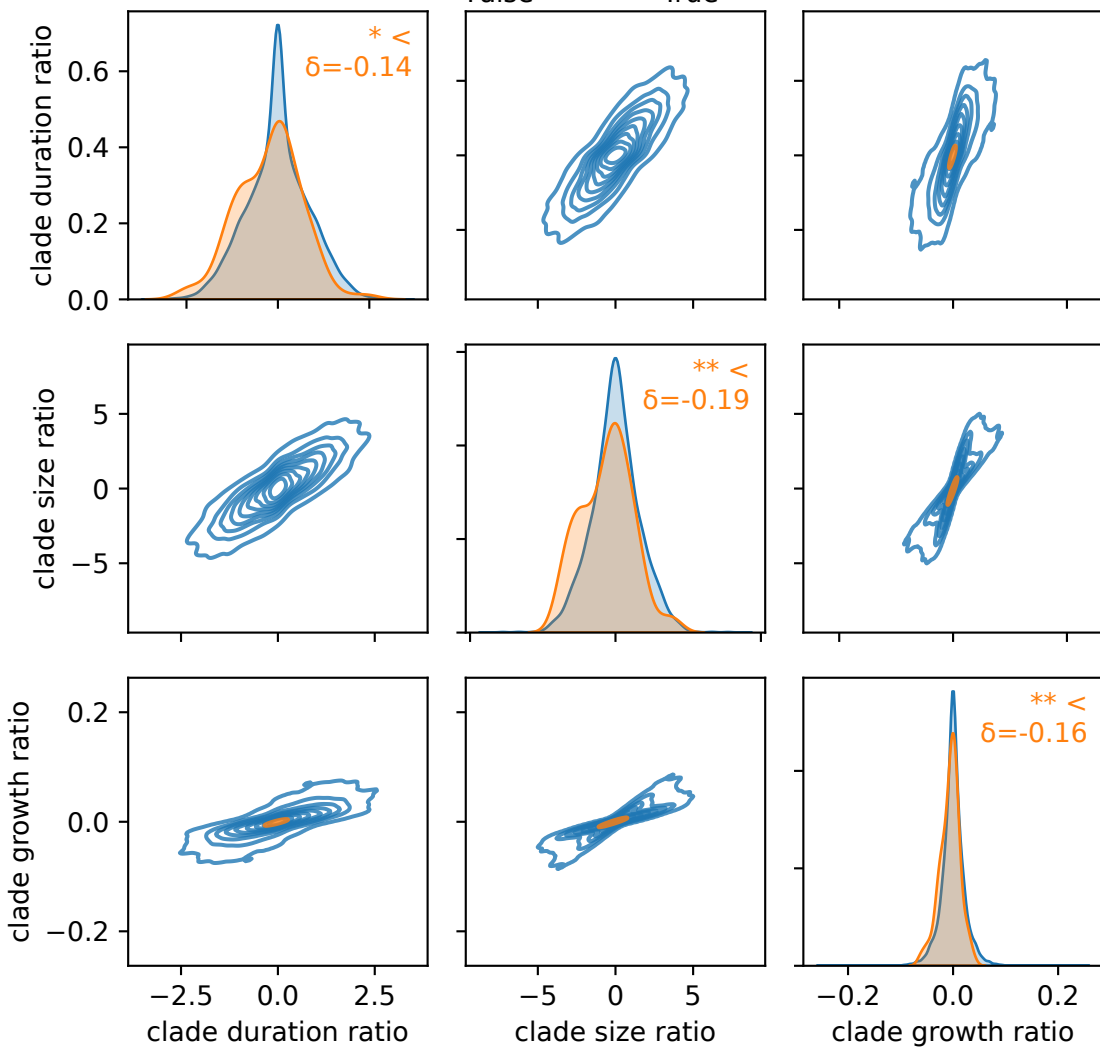 * <
δ=-0.14
clade duration ratio
0.6
0.4
0.2
0.0
** <
δ=-0.19
clade size ratio
5
0
−5
** <
δ=-0.16
clade growth ratio
0.2
0.0
−0.2
−2.5 0.0 2.5 −5 0 5 −0.2 0.0 0.2
clade duration ratio clade size ratio clade growth ratio